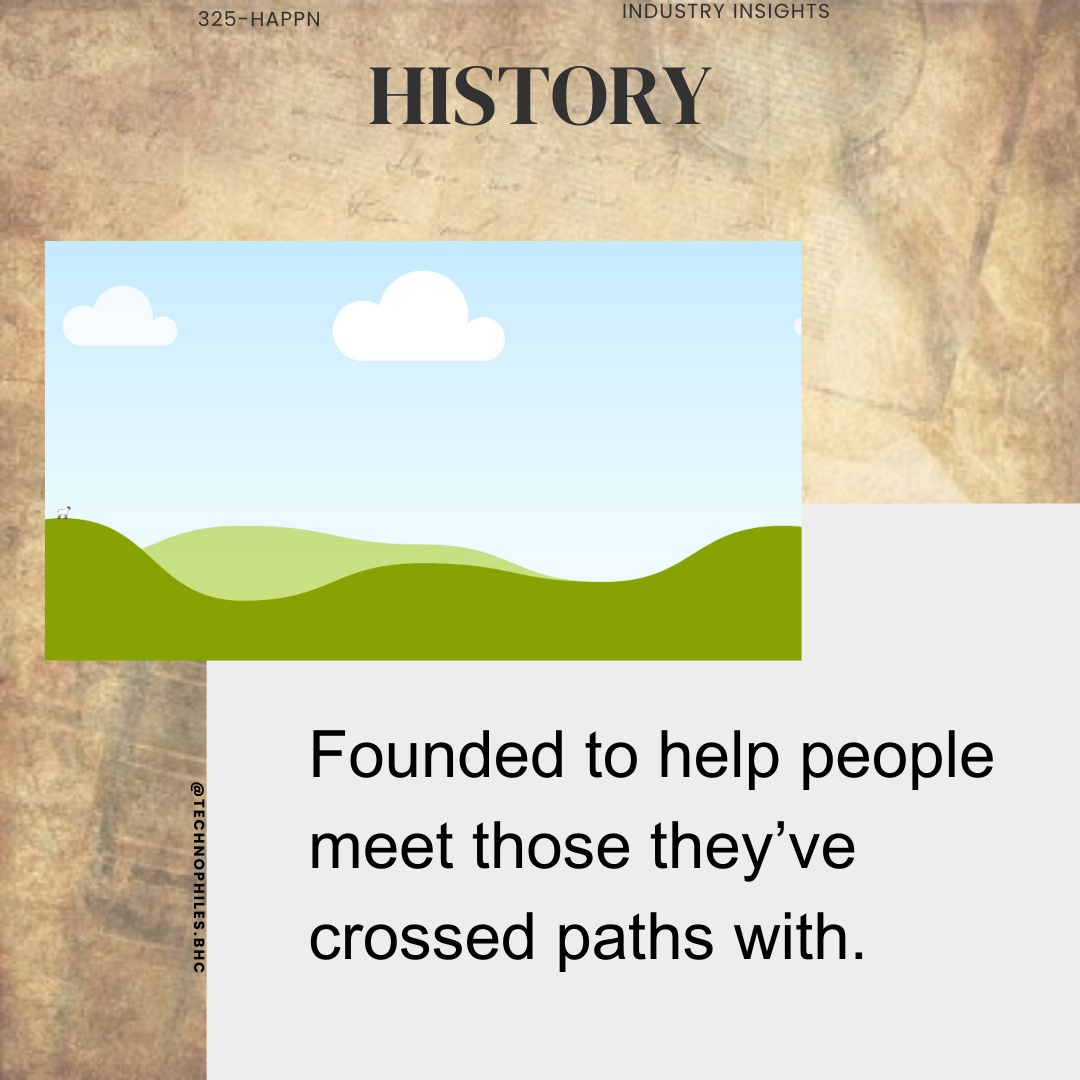 325-HAPPN
INDUSTRY INSIGHTS
HISTORY
Founded to help people
meet those they’ve
crossed paths with.
@TECHNOPHILES.BHC